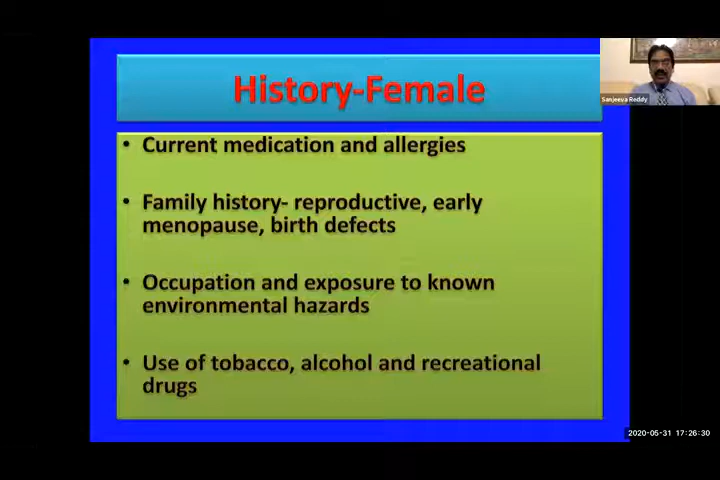 History-Female
Sanjeeva Reddy
• Current medication and allergies
• Family history- reproductive, early
menopause, birth defects
• Occupation and exposure to known
environmental hazards
• Use of tobacco, alcohol and recreational
drugs
2020-05-31 17:26:30